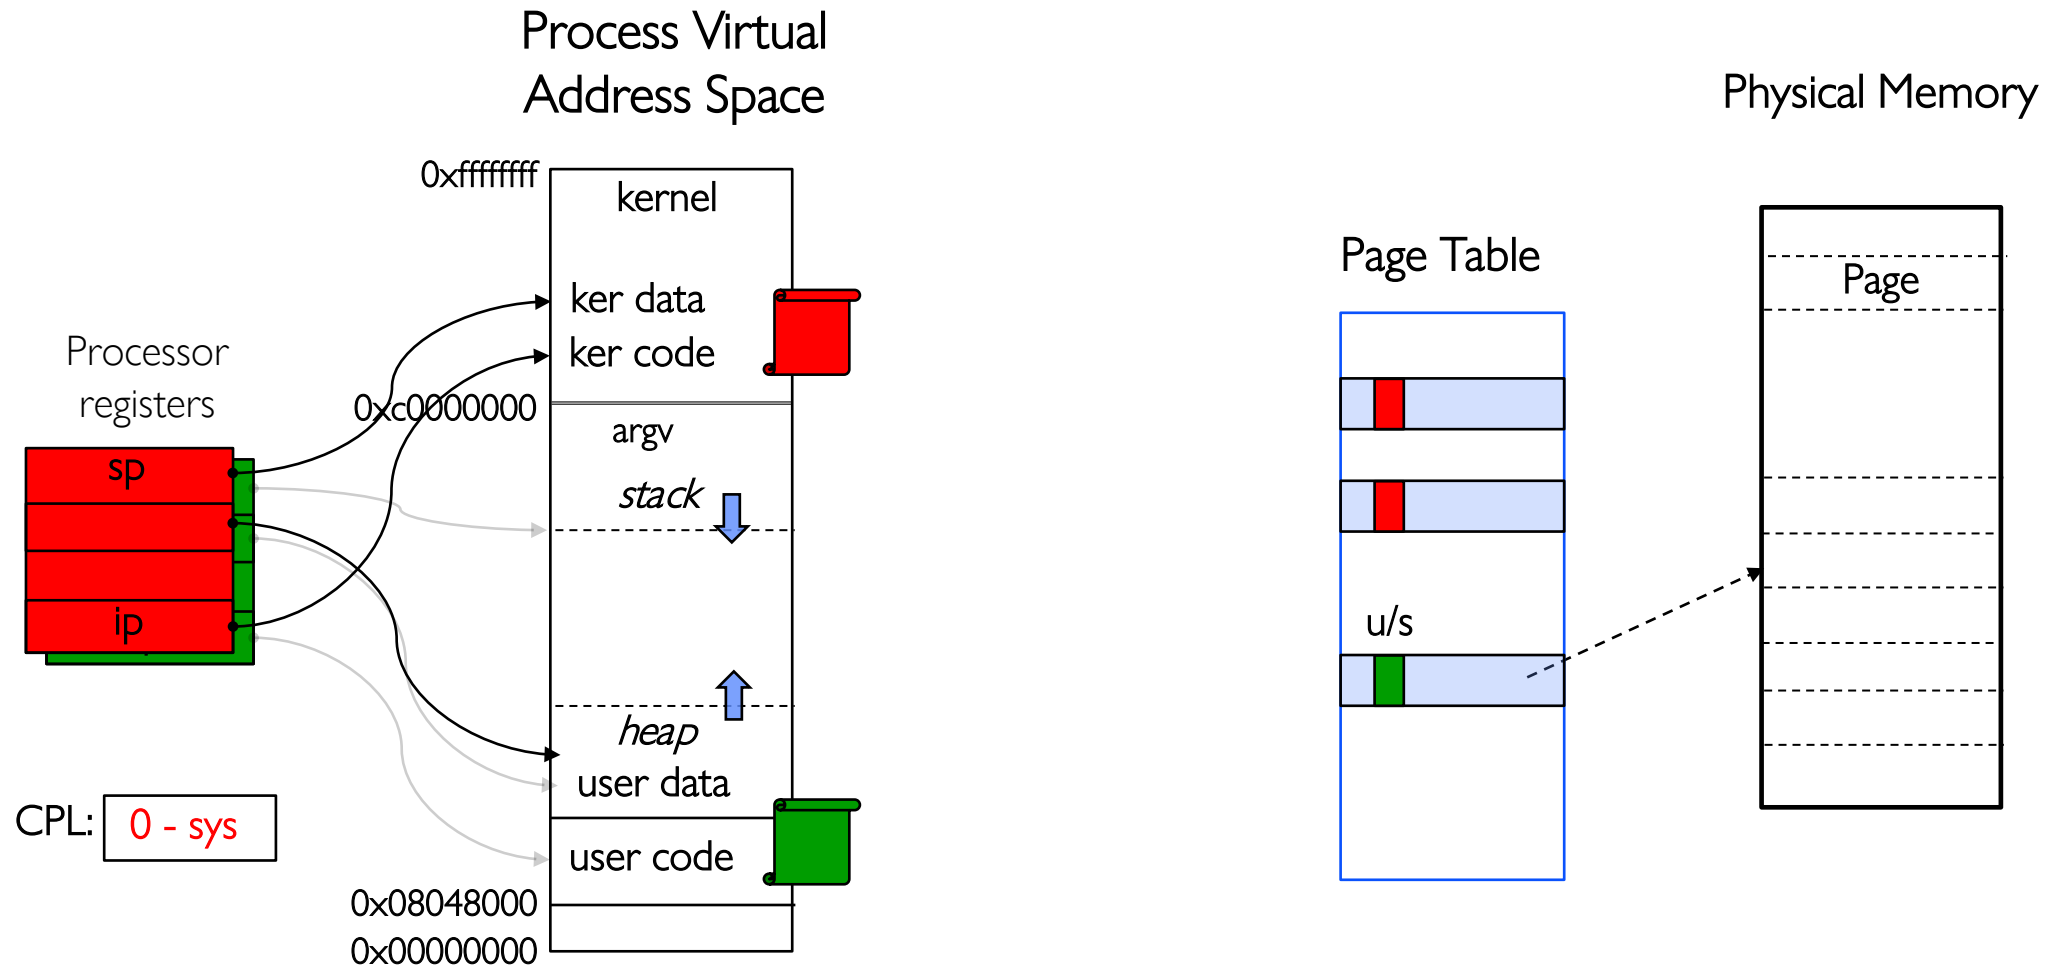 Process Virtual
Address Space
Physical Memory
0xffffffff
kernel
Page Table
Page
ker data
ker code
Processor
registers
0xc0000000
argv
sp
stack
ip
u/s
heap
user data
CPL:
0 - sys
user code
0x08048000
0x00000000